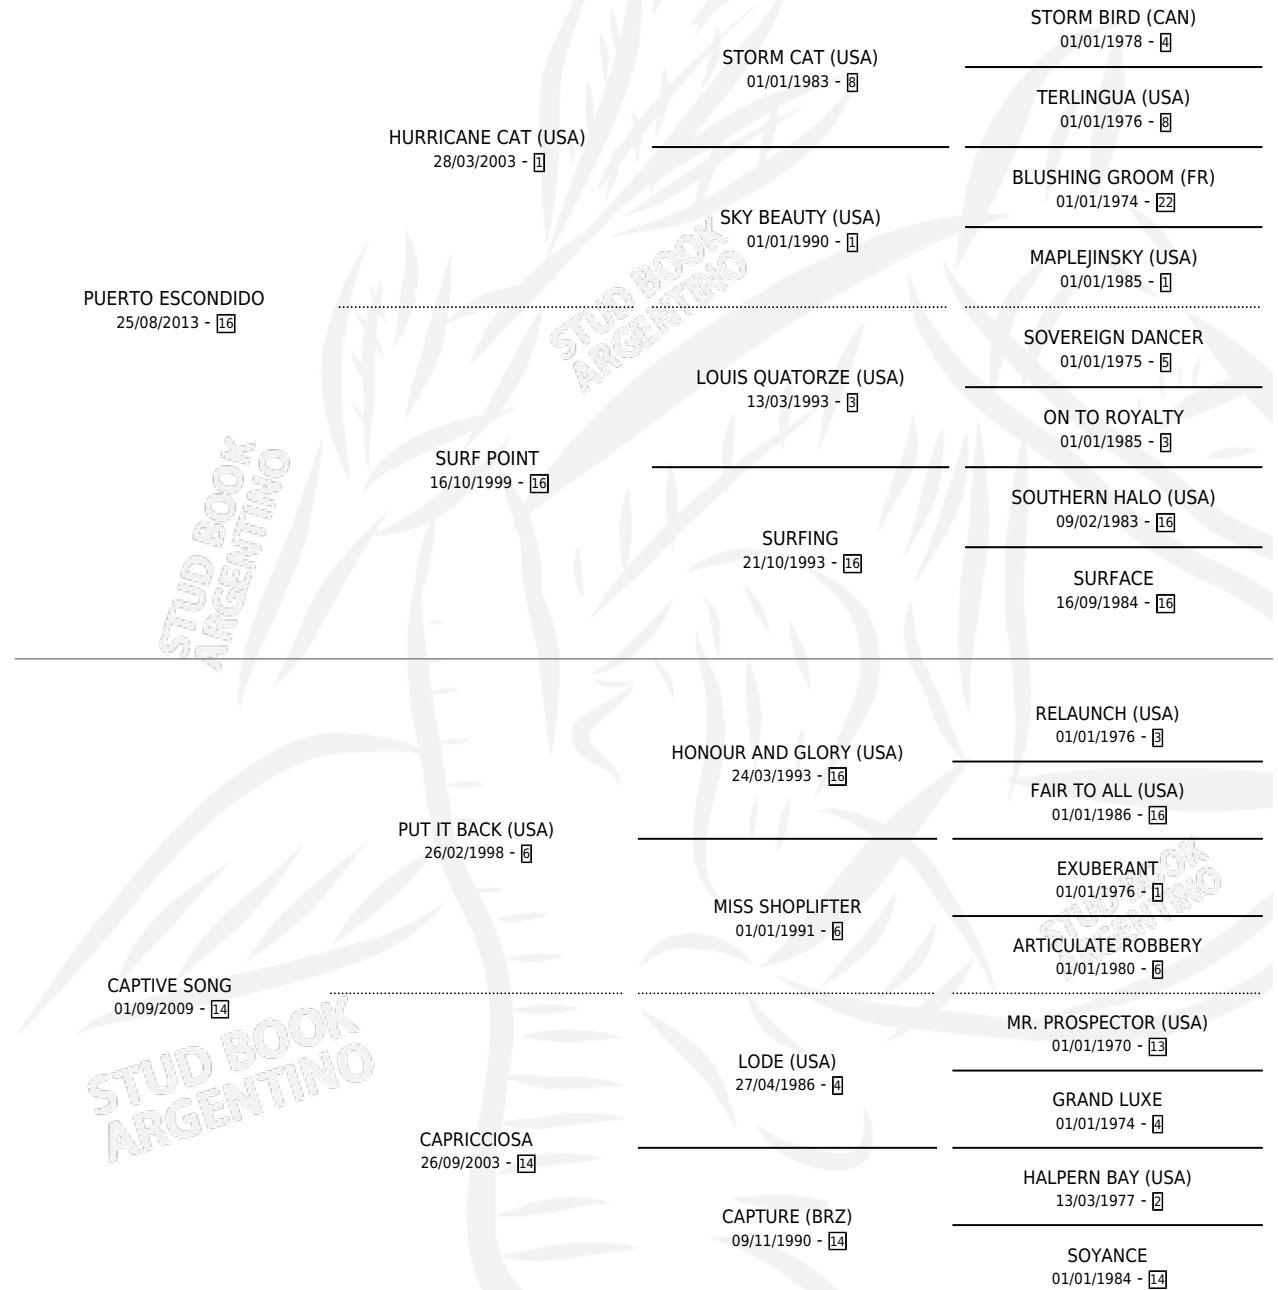 STORM BIRD (CAN)
01/01/1978 - 4
STORM CAT (USA)
01/01/1983 - 8
TERLINGUA (USA)
01/01/1976 - 8
HURRICANE CAT (USA)
28/03/2003 - 1
BLUSHING GROOM (FR)
01/01/1974 - 22
SKY BEAUTY (USA)
01/01/1990 - 1
MAPLEJINSKY (USA)
01/01/1985 - 1
PUERTO ESCONDIDO
25/08/2013 - 16
STUD BOOK
ARGENTINO
SOVEREIGN DANCER
01/01/1975 - 5
LOUIS QUATORZE (USA)
13/03/1993 - 3
ON TO ROYALTY
01/01/1985 - 3
SURF POINT
16/10/1999 - 16
SOUTHERN HALO (USA)
09/02/1983 - 16
SURFING
21/10/1993 - 16
SURFACE
16/09/1984 - 16
STUD BOOK
ARGENTINO
RELAUNCH (USA)
01/01/1976 - 3
HONOUR AND GLORY (USA)
24/03/1993 - 16
FAIR TO ALL (USA)
01/01/1986 - 16
PUT IT BACK (USA)
26/02/1998 - 6
EXUBERANT
01/01/1976 - 1
MISS SHOPLIFTER
01/01/1991 - 6
ARTICULATE ROBBERY
01/01/1980 - 6
STUD BOOK
ARGENTINO
CAPTIVE SONG
01/09/2009 - 14
MR. PROSPECTOR (USA)
01/01/1970 - 13
LODE (USA)
27/04/1986 - 4
GRAND LUXE
01/01/1974 - 4
STUD BOOK
ARGENTINO
CAPRICCIOSA
26/09/2003 - 14
HALPERN BAY (USA)
13/03/1977 - 2
CAPTURE (BRZ)
09/11/1990 - 14
SOYANCE
01/01/1984 - 14